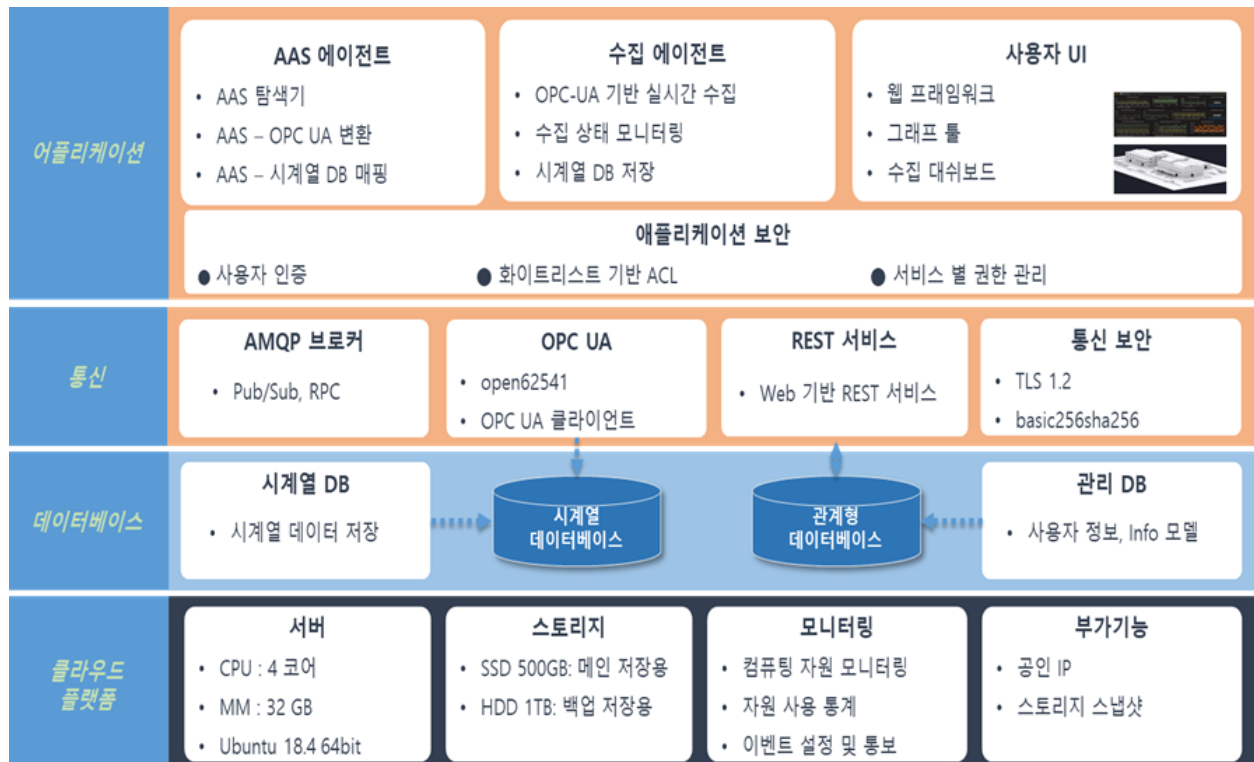 어플리케이션
AAS 에이전트
• AAS 탐색기
• AAS – OPC UA 변환
• AAS – 시계열 DB 매핑
수집 에이전트
• OPC-UA 기반 실시간 수집
• 수집 상태 모니터링
• 시계열 DB 저장
사용자 UI
• 웹 프래임워크
• 그래프 툴
• 수집 대쉬보드
애플리케이션 보안
● 사용자 인증
● 화이트리스트 기반 ACL
● 서비스 별 권한 관리
통신
AMQP 브로커
• Pub/Sub, RPC
OPC UA
• open62541
• OPC UA 클라이언트
REST 서비스
• Web 기반 REST 서비스
통신 보안
• TLS 1.2
• basic256sha256
데이터베이스
시계열 DB
• 시계열 데이터 저장
시계열
데이터베이스
관계형
데이터베이스
관리 DB
• 사용자 정보, Info 모델
클라우드
플랫폼
서버
• CPU : 4 코어
• MM : 32 GB
• Ubuntu 18.4 64bit
스토리지
• SSD 500GB: 메인 저장용
• HDD 1TB: 백업 저장용
모니터링
• 컴퓨팅 자원 모니터링
• 자원 사용 통계
• 이벤트 설정 및 통보
부가기능
• 공인 IP
• 스토리지 스냅샷